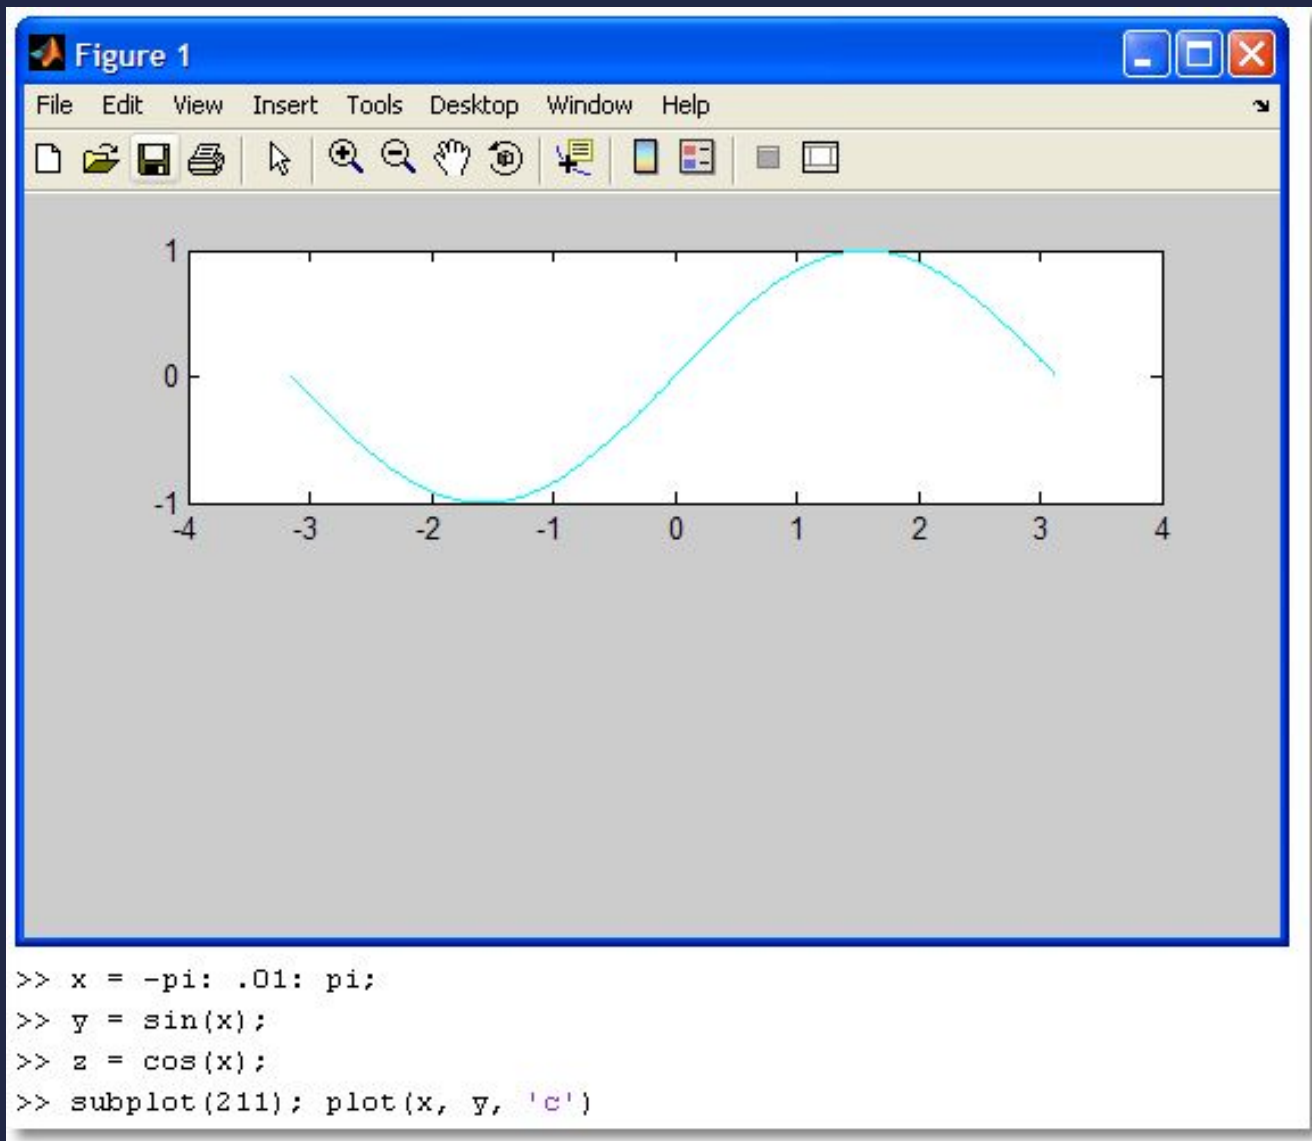 Figure 1
File Edit View Insert Tools Desktop Window Help
1
0
-1
-4 -3 -2 -1 0 1 2 3 4
>> x = -pi: .01: pi;
>> y = sin(x);
>> z = cos(x);
>> subplot(211); plot(x, y, 'c')